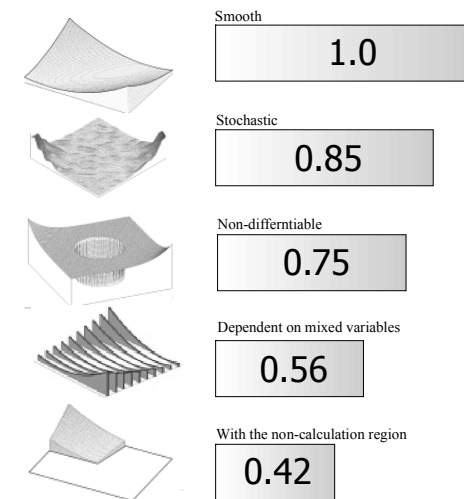 Smooth
1.0
Stochastic
0.85
Non-differntiable
0.75
Dependent on mixed variables
0.56
With the non-calculation region
0.42